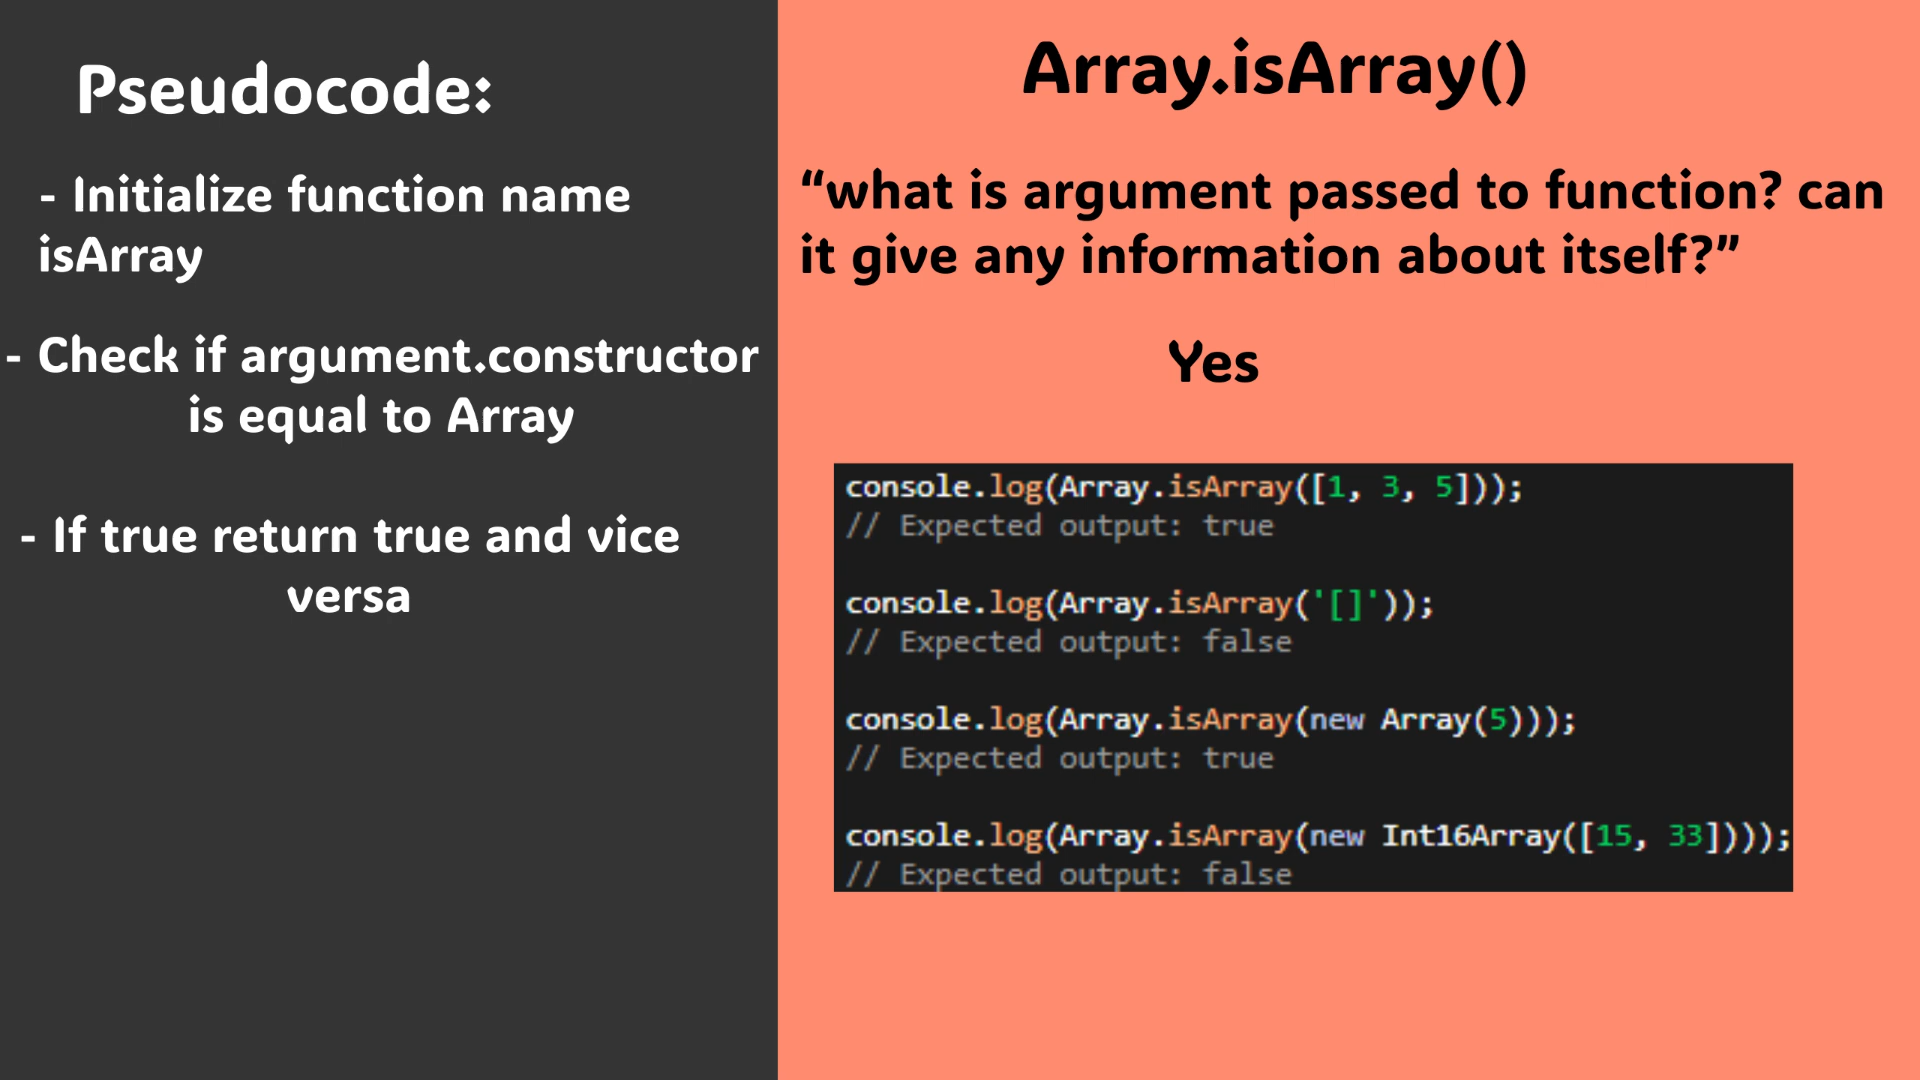 Pseudocode:
- Initialize function name
isArray
- Check if argument.constructor
is equal to Array
- If true return true and vice
versa
Array.isArray()
“what is argument passed to function? can
it give any information about itself?”
Yes
console.log(Array.isArray([1, 3, 5]));
// Expected output: true
console.log(Array.isArray('[]'));
// Expected output: false
console.log(Array.isArray(new Array(5)));
// Expected output: true
console.log(Array.isArray(new Int16Array([15, 33])));
// Expected output: false